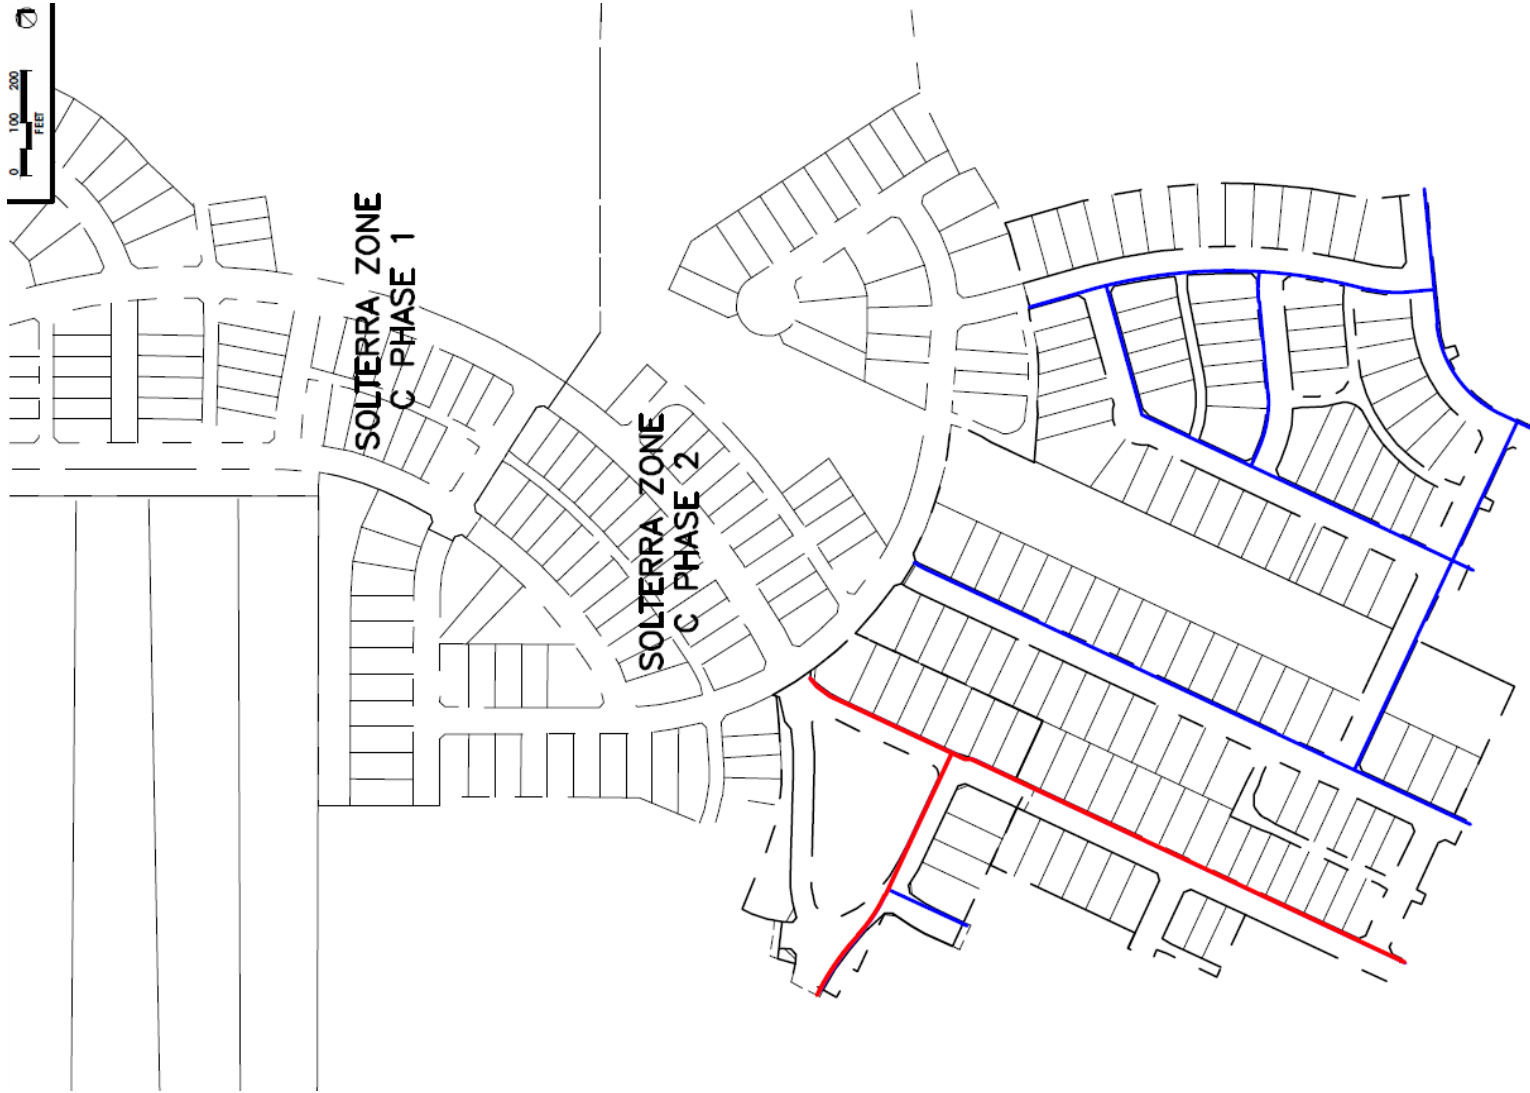 0 100 200
FEET
SOLTERRA ZONE
C PHASE 1
SOLTERRA ZONE
C PHASE 2